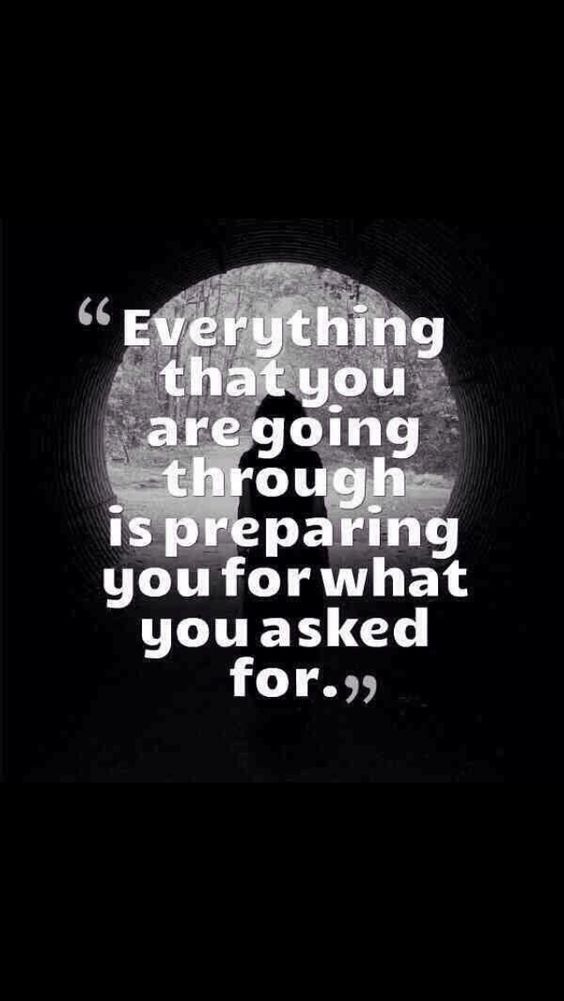 “Everything
that you
are going
through
is preparing
you for what
you asked
for.”